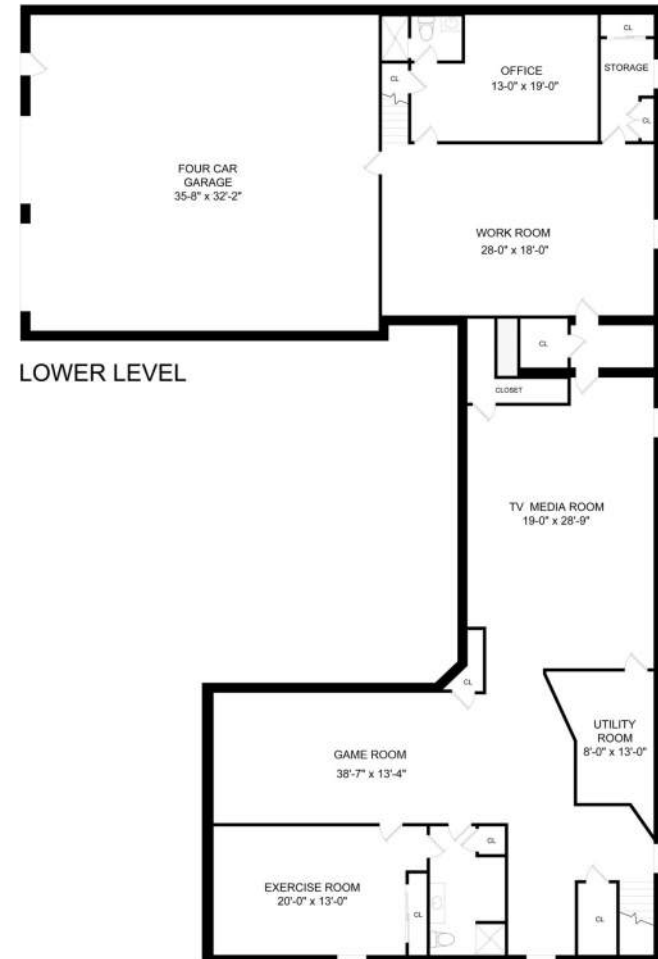 CL
OFFICE
13-0" x 19'-0"
STORAGE
CL
CL
FOUR CAR
GARAGE
35-8" x 32'-2"
WORK ROOM
28-0" x 18'-0"
CL
LOWER LEVEL
CLOSET
TV MEDIA ROOM
19-0" x 28'-9"
CL
UTILITY
ROOM
8'-0" x 13'-0"
GAME ROOM
38'-7" x 13'-4"
CL
EXERCISE ROOM
20'-0" x 13'-0"
CL
CL